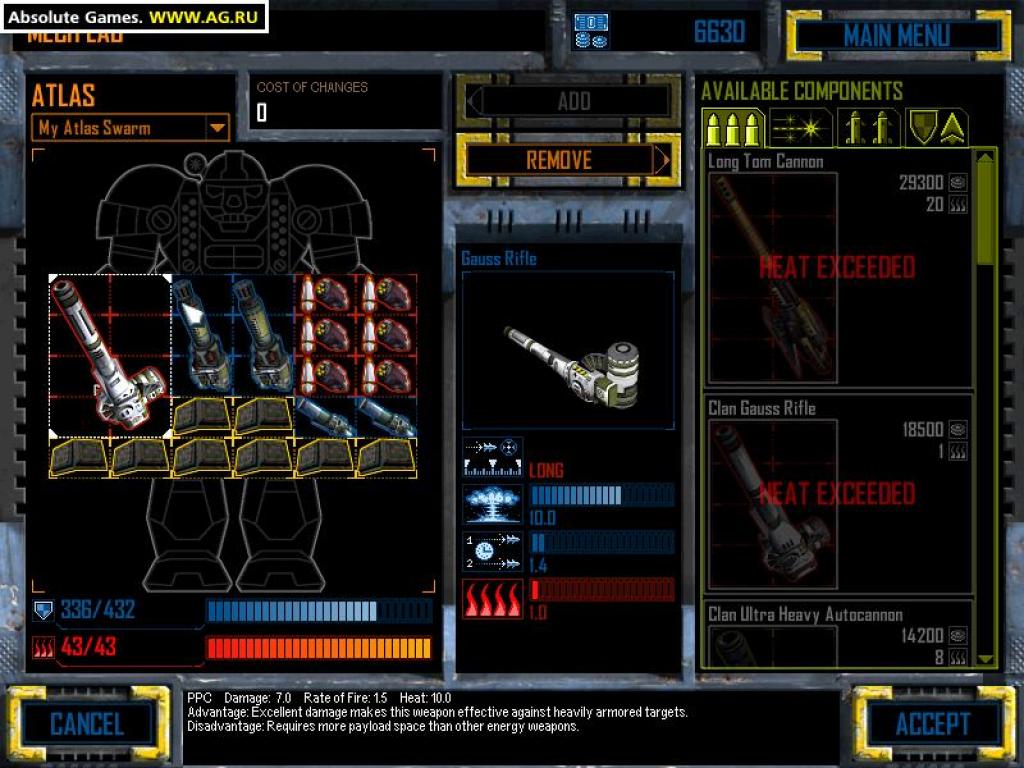 Absolute Games. WWW.AG.RU
MECH LAB
6630
MAIN MENU
ATLAS
My Atlas Swarm
COST OF CHANGES
0
ADD
REMOVE
AVAILABLE COMPONENTS
Long Tom Cannon
29300
20
HEAT EXCEEDED
Gauss Rifle
Clan Gauss Rifle
18500
1
HEAT EXCEEDED
LONG
10.0
1
2
1.4
1.0
Clan Ultra Heavy Autocannon
14200
8
336/432
43/43
CANCEL
PPC Damage: 7.0 Rate of Fire: 1.5 Heat: 10.0
Advantage: Excellent damage makes this weapon effective against heavily armored targets.
Disadvantage: Requires more payload space than other energy weapons.
ACCEPT